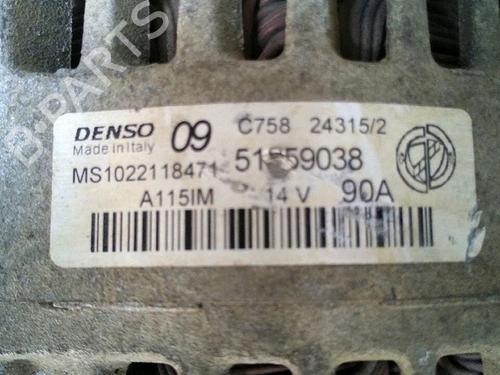 B-PARTS
DENSO 09 C758 24315/2
Made in Italy
MS1022118471 51859038
A115IM 14 V 90A